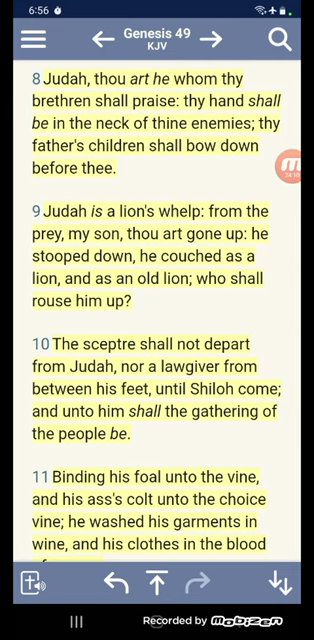 6:56
Genesis 49
KJV
8 Judah, thou art he whom thy
brethren shall praise: thy hand shall
be in the neck of thine enemies; thy
father's children shall bow down
before thee.
9 Judah is a lion's whelp: from the
prey, my son, thou art gone up: he
stooped down, he couched as a
lion, and as an old lion; who shall
rouse him up?
10 The sceptre shall not depart
from Judah, nor a lawgiver from
between his feet, until Shiloh come;
and unto him shall the gathering of
the people be.
11 Binding his foal unto the vine,
and his ass's colt unto the choice
vine; he washed his garments in
wine, and his clothes in the blood
Recorded by mobizen